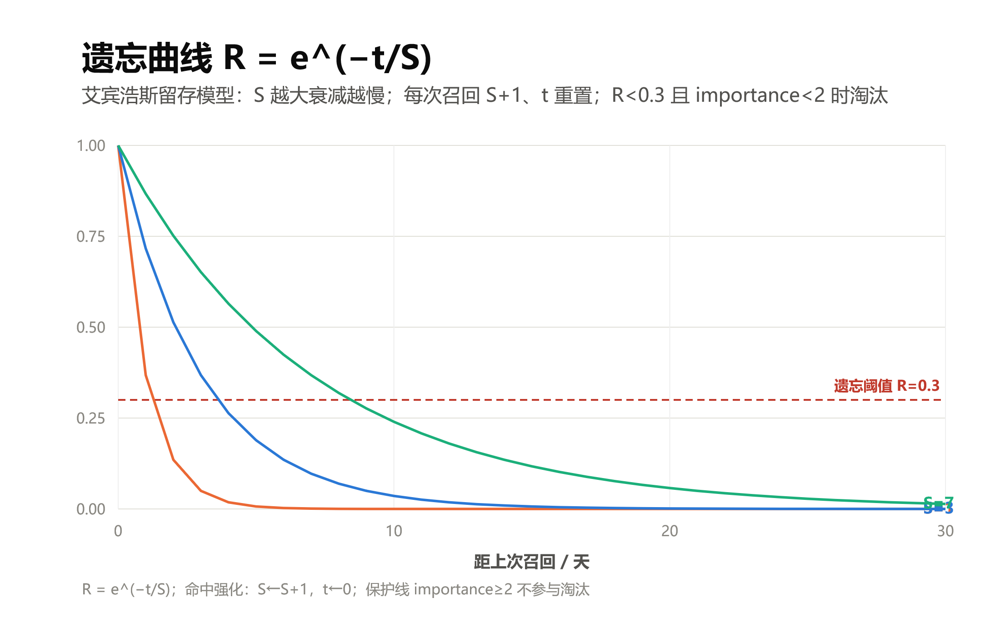 遗忘曲线 R = e^(−t/S)
艾宾浩斯留存模型：S 越大衰减越慢；每次召回 S+1、t 重置；R<0.3 且 importance<2 时淘汰
1.00
0.75
0.50
遗忘阈值 R=0.3
0.25
S=7
S=3
0.00
0 10 20 30
距上次召回 / 天
R = e^(−t/S)；命中强化：S←S+1，t←0；保护线 importance≥2 不参与淘汰